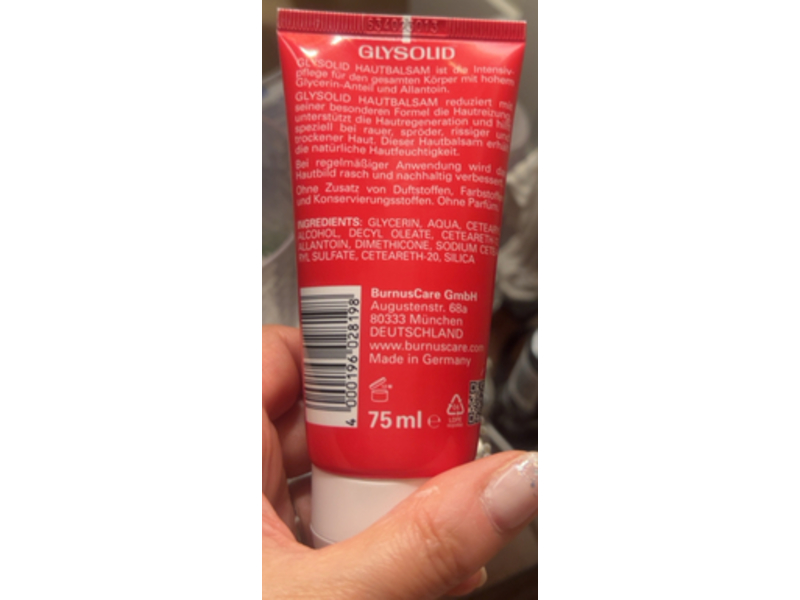 GLYSOLID
GLYSOLID HAUTBALSAM ist die Intensiv-
pflege für den gesamten Körper mit hohem
Glycerin-Anteil und Allantoin.
GLYSOLID HAUTBALSAM reduziert mit
seiner besonderen Formel die Hautreizung,
unterstützt die Hautregeneration und hilft
speziell bei rauer, spröder, rissiger und
trockener Haut. Dieser Hautbalsam erhält
die natürliche Hautfeuchtigkeit.
Bei regelmäßiger Anwendung wird das
Hautbild rasch und nachhaltig verbessert.
Ohne Zusatz von Duftstoffen, Farbstoffen
und Konservierungsstoffen. Ohne Parfüm.
INGREDIENTS: GLYCERIN, AQUA, CETEARYL
ALCOHOL, DECYL OLEATE, CETEARETH-
ALLANTOIN, DIMETHICONE, SODIUM CETEA
RYL SULFATE, CETEARETH-20, SILICA
BurnusCare GmbH
Augustenstr. 68a
80333 München
DEUTSCHLAND
www.burnuscare.com
Made in Germany
4 000196 028198
75 ml e